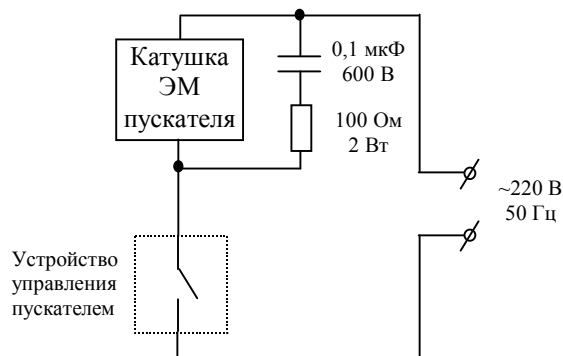 Катушка
ЭМ
пускателя
0,1 мкФ
600 В
100 Ом
2 Вт
~220 В
50 Гц
Устройство
управления
пускателем